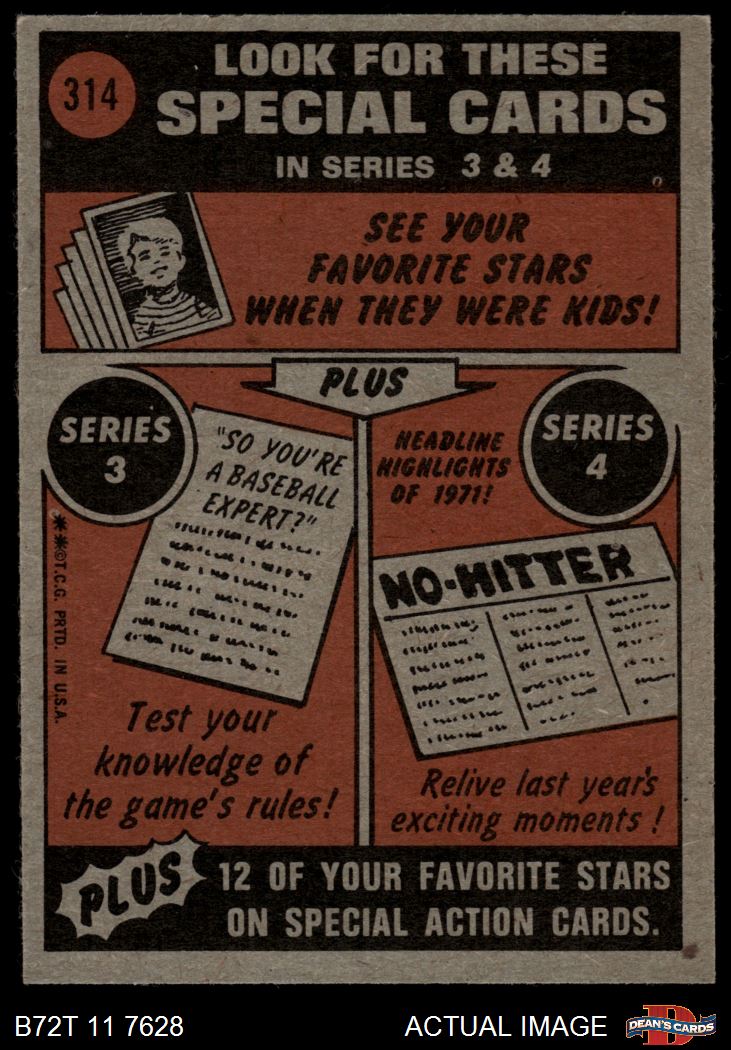 314
LOOK FOR THESE
SPECIAL CARDS
IN SERIES 3 & 4
SEE YOUR
FAVORITE STARS
WHEN THEY WERE KIDS!
PLUS
SERIES
3
"SO YOU'RE
A BASEBALL
EXPERT?"
Test your
knowledge of
the game's rules!
**©T.C.G. PRTD. IN U.S.A.
HEADLINE
HIGHLIGHTS
OF 1971!
SERIES
4
NO-HITTER
Relive last year's
exciting moments!
PLUS
12 OF YOUR FAVORITE STARS
ON SPECIAL ACTION CARDS.
B72T 11 7628
ACTUAL IMAGE
DEAN'S CARDS